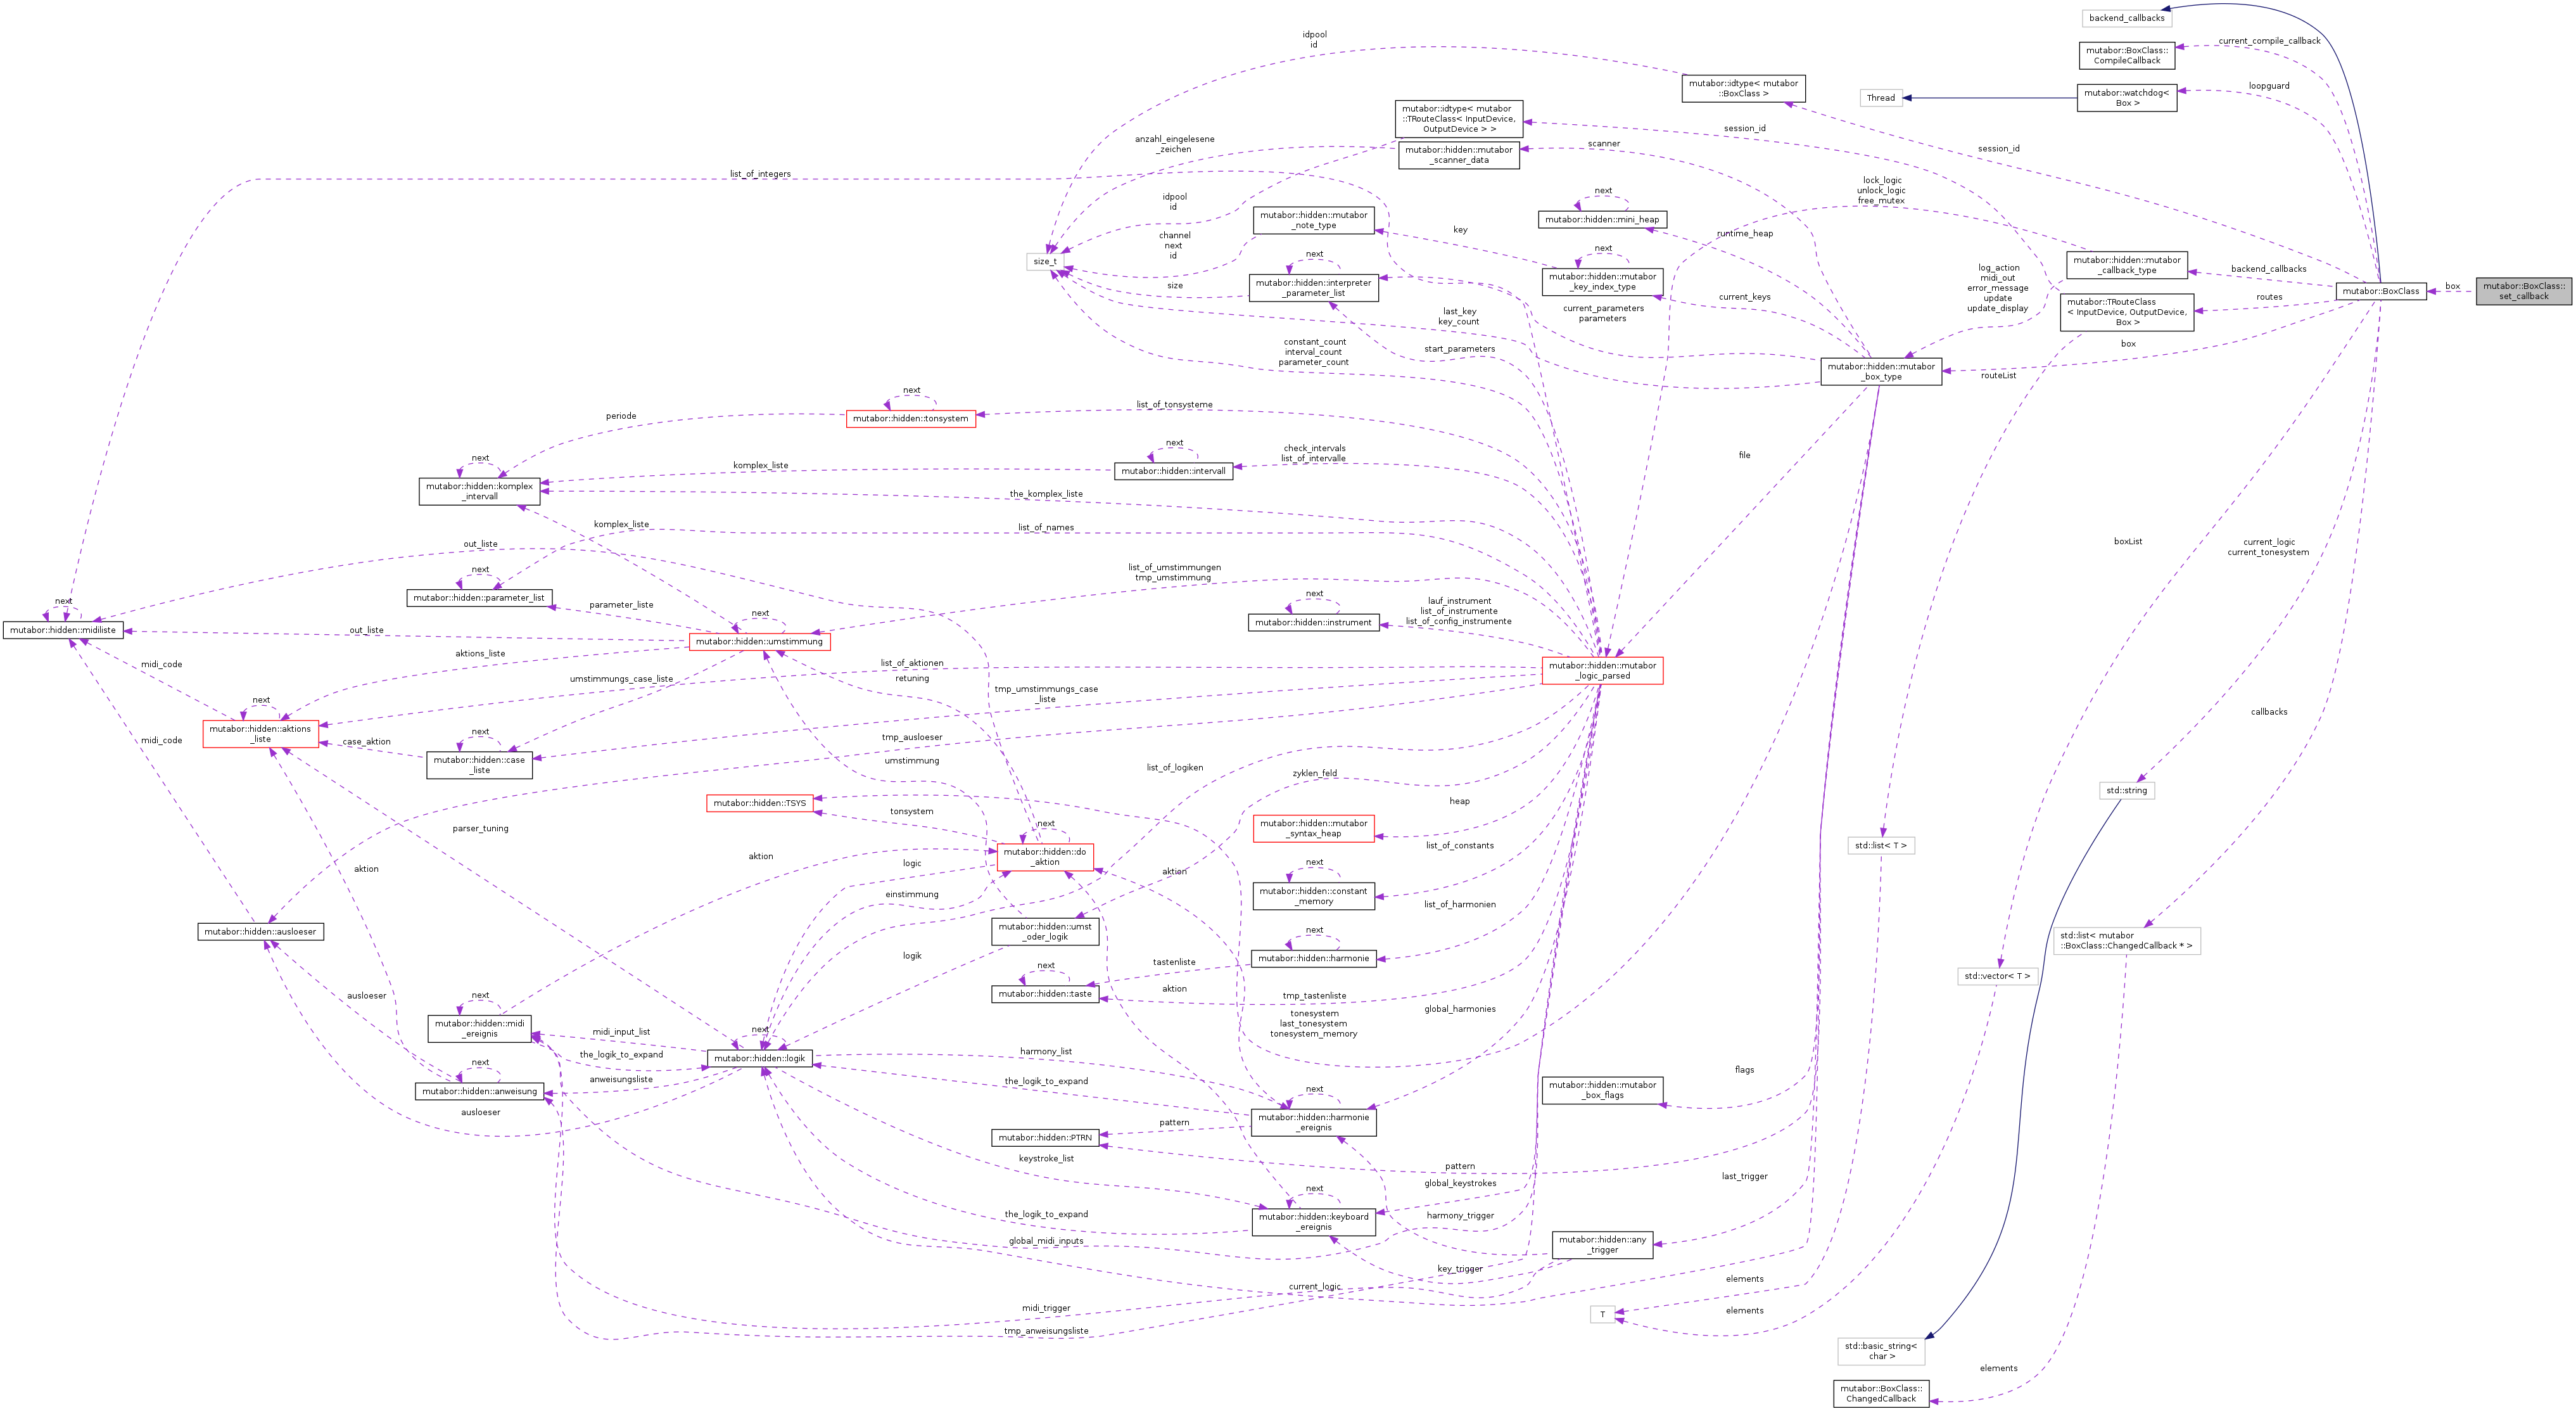 backend_callbacks
current_compile_callback
mutabor::BoxClass::
CompileCallback
idpool
id
mutabor::idtype< mutabor
::BoxClass >
Thread
mutabor::watchdog<
Box >
loopguard
mutabor::idtype< mutabor
::TRouteClass< InputDevice,
OutputDevice > >
session_id
session_id
anzahl_eingelesene
_zeichen
mutabor::hidden::mutabor
_scanner_data
scanner
list_of_integers
lock_logic
unlock_logic
free_mutex
idpool
id
next
mutabor::hidden::mini_heap
runtime_heap
mutabor::hidden::mutabor
_note_type
key
channel
next
id
size_t
next
mutabor::hidden::mutabor
_key_index_type
current_keys
mutabor::hidden::mutabor
_callback_type
backend_callbacks
next
mutabor::hidden::interpreter
_parameter_list
size
log_action
midi_out
error_message
update
update_display
mutabor::TRouteClass
< InputDevice, OutputDevice,
Box >
routes
mutabor::BoxClass
box
mutabor::BoxClass::
set_callback
current_parameters
parameters
last_key
key_count
start_parameters
constant_count
interval_count
parameter_count
box
mutabor::hidden::mutabor
_box_type
routeList
next
mutabor::hidden::tonsystem
periode
list_of_tonsysteme
next
mutabor::hidden::intervall
check_intervals
list_of_intervalle
file
komplex_liste
next
mutabor::hidden::komplex
_intervall
the_komplex_liste
komplex_liste
list_of_names
out_liste
boxList
current_logic
current_tonesystem
next
mutabor::hidden::parameter_list
parameter_liste
list_of_umstimmungen
tmp_umstimmung
next
mutabor::hidden::instrument
lauf_instrument
list_of_instrumente
list_of_config_instrumente
next
mutabor::hidden::midiliste
out_liste
next
mutabor::hidden::umstimmung
midi_code
aktions_liste
umstimmungs_case_liste
list_of_aktionen
retuning
mutabor::hidden::mutabor
_logic_parsed
tmp_umstimmungs_case
_liste
next
mutabor::hidden::aktions
_liste
case_aktion
next
mutabor::hidden::case
_liste
midi_code
callbacks
tmp_ausloeser
umstimmung
list_of_logiken
zyklen_feld
mutabor::hidden::TSYS
tonsystem
heap
std::string
parser_tuning
next
mutabor::hidden::do
_aktion
mutabor::hidden::mutabor
_syntax_heap
list_of_constants
std::list< T >
aktion
logic
aktion
aktion
einstimmung
next
mutabor::hidden::constant
_memory
list_of_harmonien
mutabor::hidden::ausloeser
mutabor::hidden::umst
_oder_logik
logik
next
mutabor::hidden::harmonie
tastenliste
std::list< mutabor
::BoxClass::ChangedCallback * >
next
mutabor::hidden::taste
aktion
tmp_tastenliste
std::vector< T >
ausloeser
next
mutabor::hidden::midi
_ereignis
midi_input_list
the_logik_to_expand
next
mutabor::hidden::logik
tonesystem
last_tonesystem
tonesystem_memory
global_harmonies
harmony_list
the_logik_to_expand
flags
next
mutabor::hidden::anweisung
anweisungsliste
ausloeser
mutabor::hidden::mutabor
_box_flags
next
mutabor::hidden::harmonie
_ereignis
pattern
mutabor::hidden::PTRN
keystroke_list
pattern
last_trigger
global_keystrokes
next
mutabor::hidden::keyboard
_ereignis
the_logik_to_expand
harmony_trigger
global_midi_inputs
mutabor::hidden::any
_trigger
key_trigger
current_logic
elements
midi_trigger
tmp_anweisungsliste
T
elements
std::basic_string<
char >
elements
mutabor::BoxClass::
ChangedCallback